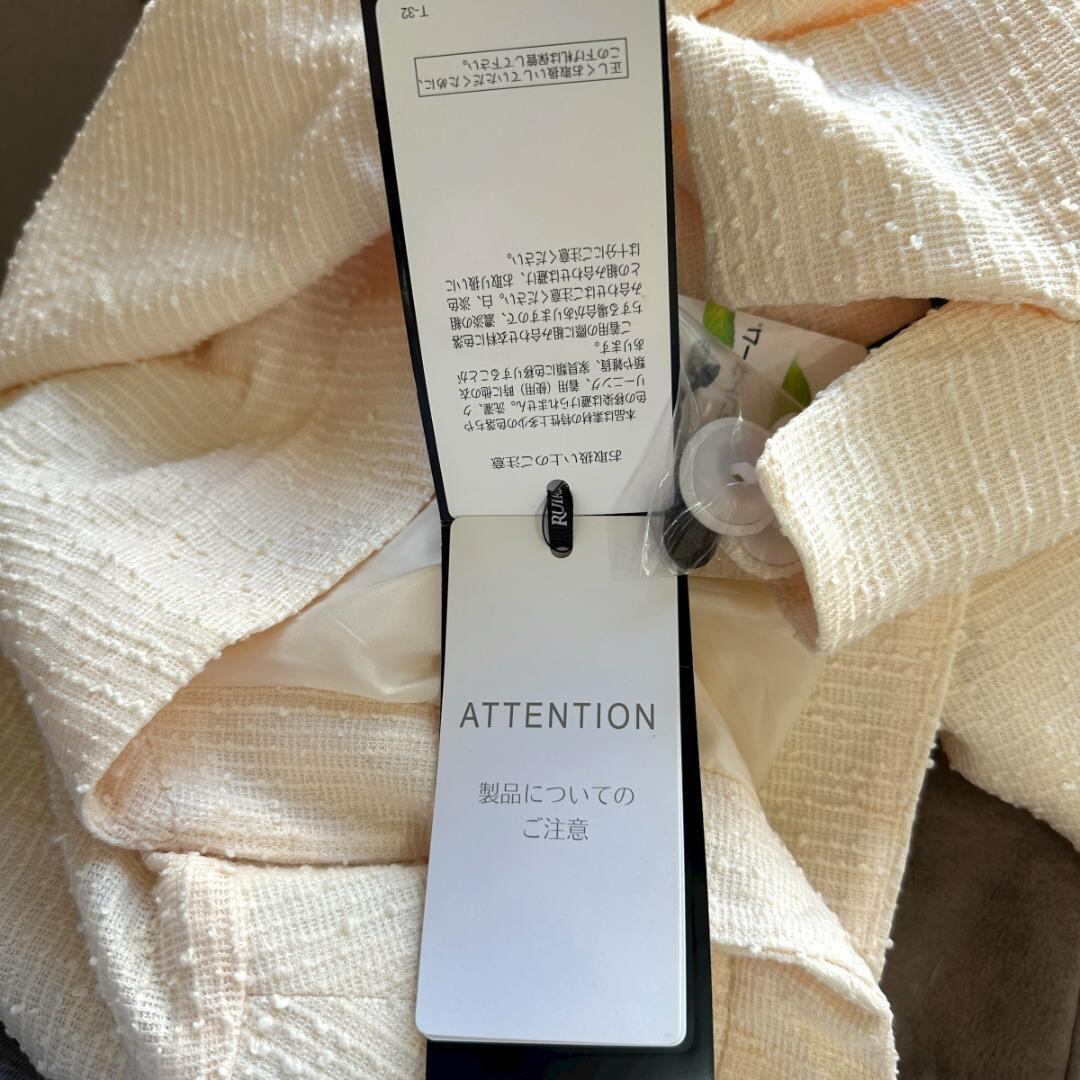 お取扱い上のご注意
本品は素材の特性上多少の色落ちや
色の移染は避けられません。洗濯、ク
リーニング、着用（使用）時に他の衣
類や雑貨、家具類に色移りすることが
あります。
ご着用の際に組み合わせ衣料に色落
ちする場合がありますので、濃淡の組
み合わせはご注意ください。白、淡色
との組み合わせは避け、お取り扱いに
は十分にご注意ください。
正しくお取扱いしていただくために、
この下げ札は保管して下さい。
T-32
ATTENTION
製品についての
ご注意